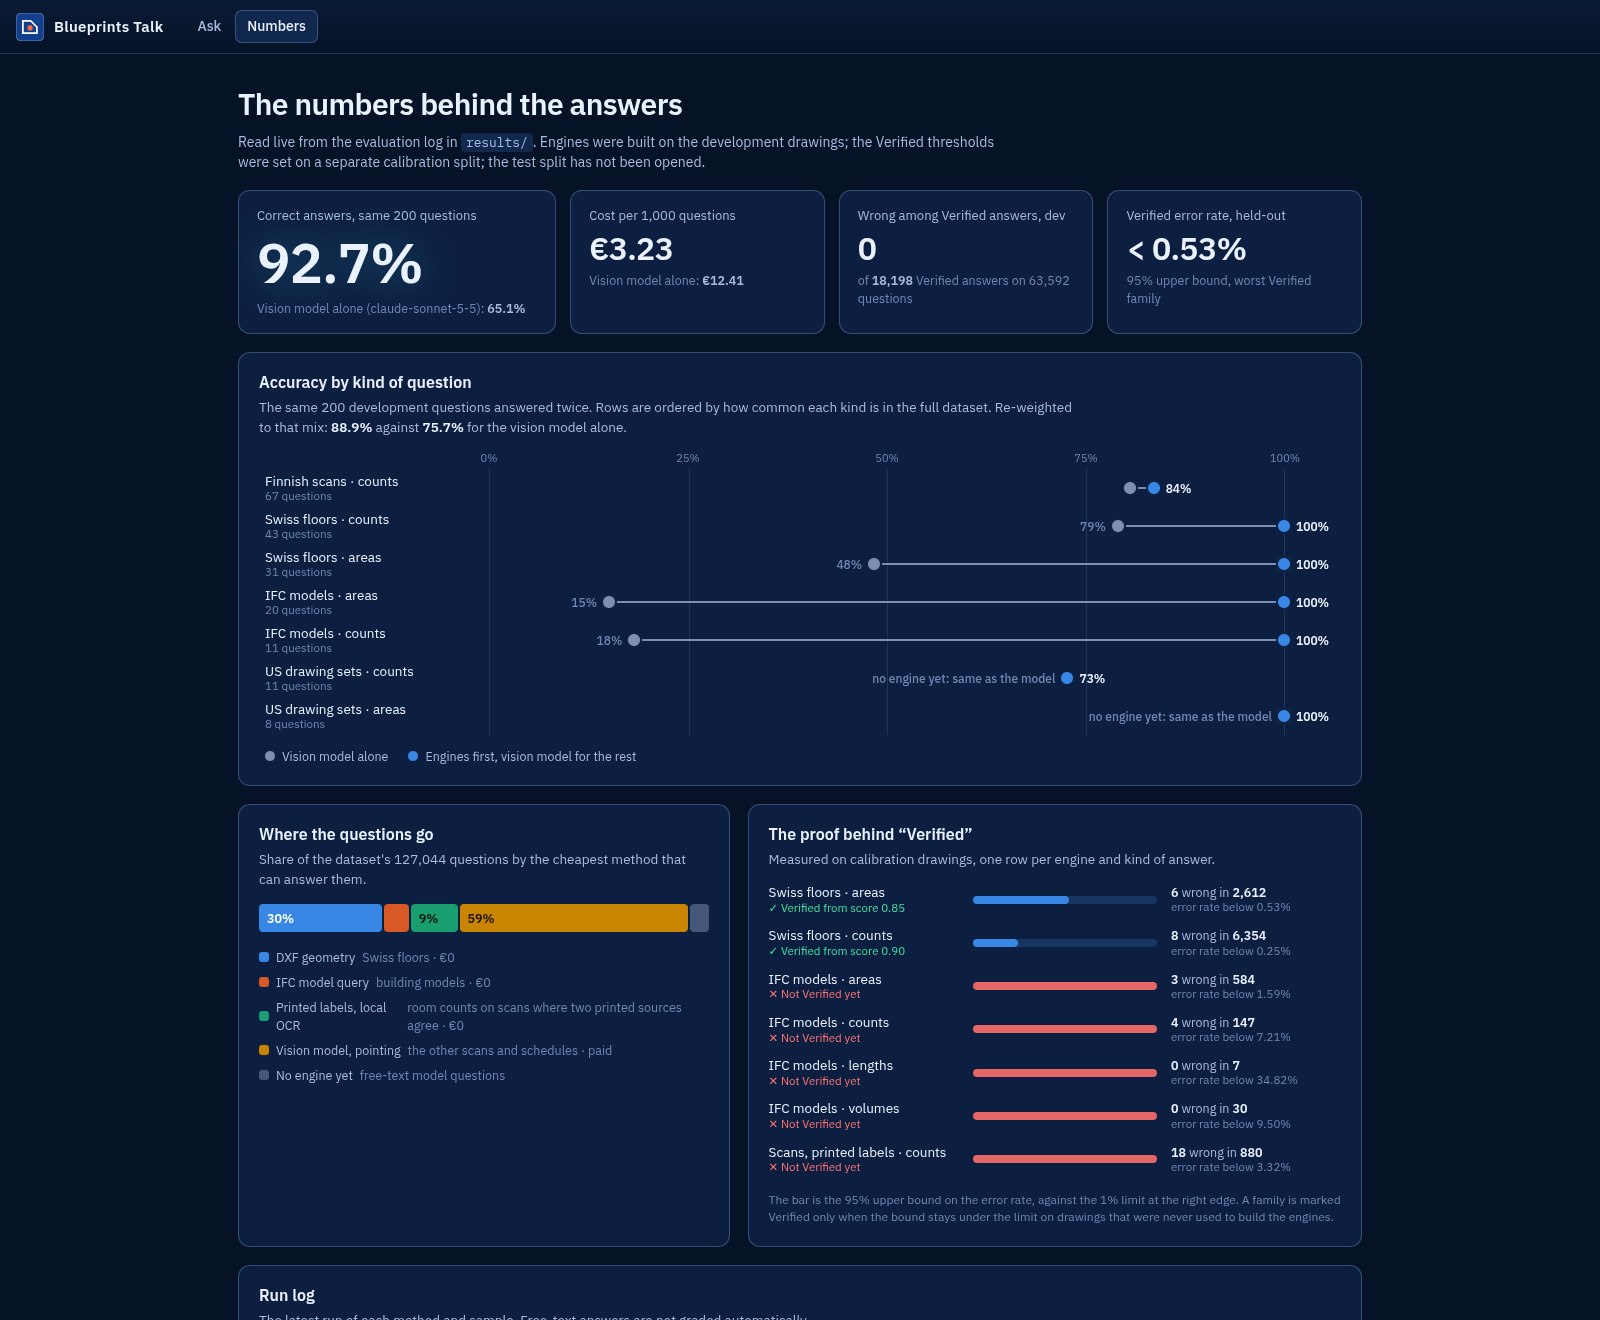 Blueprints Talk
Ask
Numbers
The numbers behind the answers
Read live from the evaluation log in results/. Engines were built on the development drawings; the Verified thresholds
were set on a separate calibration split; the test split has not been opened.
Correct answers, same 200 questions
92.7%
Vision model alone (claude-sonnet-5-5): 65.1%
Cost per 1,000 questions
€3.23
Vision model alone: €12.41
Wrong among Verified answers, dev
0
of 18,198 Verified answers on 63,592
questions
Verified error rate, held-out
< 0.53%
95% upper bound, worst Verified
family
Accuracy by kind of question
The same 200 development questions answered twice. Rows are ordered by how common each kind is in the full dataset. Re-weighted
to that mix: 88.9% against 75.7% for the vision model alone.
0% 25% 50% 75% 100%
Finnish scans · counts
67 questions
84%
Swiss floors · counts
43 questions
79% 100%
Swiss floors · areas
31 questions
48% 100%
IFC models · areas
20 questions
15% 100%
IFC models · counts
11 questions
18% 100%
US drawing sets · counts
11 questions
no engine yet: same as the model 73%
US drawing sets · areas
8 questions
no engine yet: same as the model 100%
Vision model alone
Engines first, vision model for the rest
Where the questions go
Share of the dataset's 127,044 questions by the cheapest method that
can answer them.
30% 9% 59%
DXF geometry Swiss floors · €0
IFC model query building models · €0
Printed labels, local
OCR
room counts on scans where two printed sources
agree · €0
Vision model, pointing the other scans and schedules · paid
No engine yet free-text model questions
The proof behind “Verified”
Measured on calibration drawings, one row per engine and kind of answer.
Swiss floors · areas
✓ Verified from score 0.85
6 wrong in 2,612
error rate below 0.53%
Swiss floors · counts
✓ Verified from score 0.90
8 wrong in 6,354
error rate below 0.25%
IFC models · areas
✕ Not Verified yet
3 wrong in 584
error rate below 1.59%
IFC models · counts
✕ Not Verified yet
4 wrong in 147
error rate below 7.21%
IFC models · lengths
✕ Not Verified yet
0 wrong in 7
error rate below 34.82%
IFC models · volumes
✕ Not Verified yet
0 wrong in 30
error rate below 9.50%
Scans, printed labels · counts
✕ Not Verified yet
18 wrong in 880
error rate below 3.32%
The bar is the 95% upper bound on the error rate, against the 1% limit at the right edge. A family is marked
Verified only when the bound stays under the limit on drawings that were never used to build the engines.
Run log
The latest run of each method and sample. Free-text answers are not graded automatically.